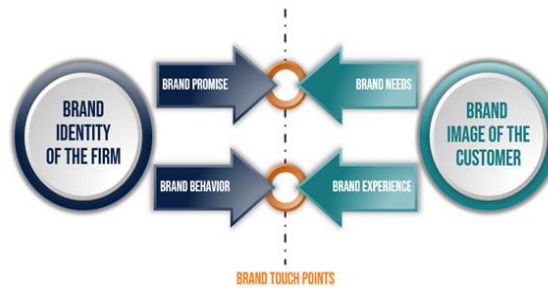 BRAND
IDENTITY
OF THE FIRM
BRAND PROMISE
BRAND NEEDS
BRAND BEHAVIOR
BRAND EXPERIENCE
BRAND
IMAGE OF THE
CUSTOMER
BRAND TOUCH POINTS